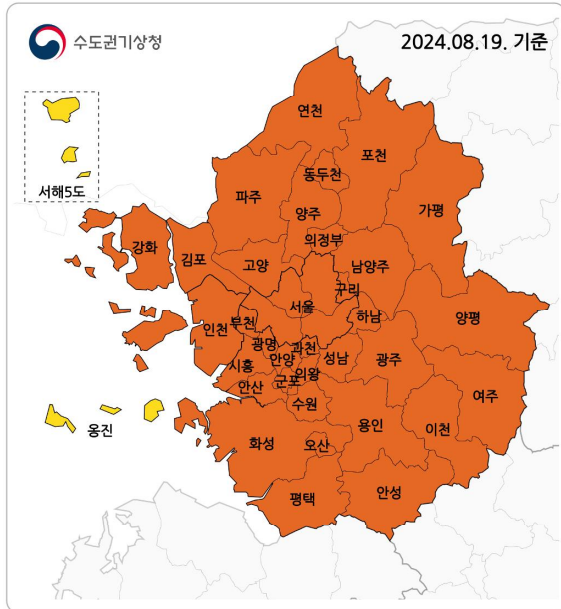 수도권기상청
2024.08.19. 기준
연천
포천
서해5도
동두천
파주
가평
양주
의정부
강화
김포
고양
남양주
구리
서울
인천
부천
하남
양평
광명
과천
시흥
안양
성남
광주
의왕
안산
군포
여주
수원
옹진
용인
이천
화성
오산
평택
안성